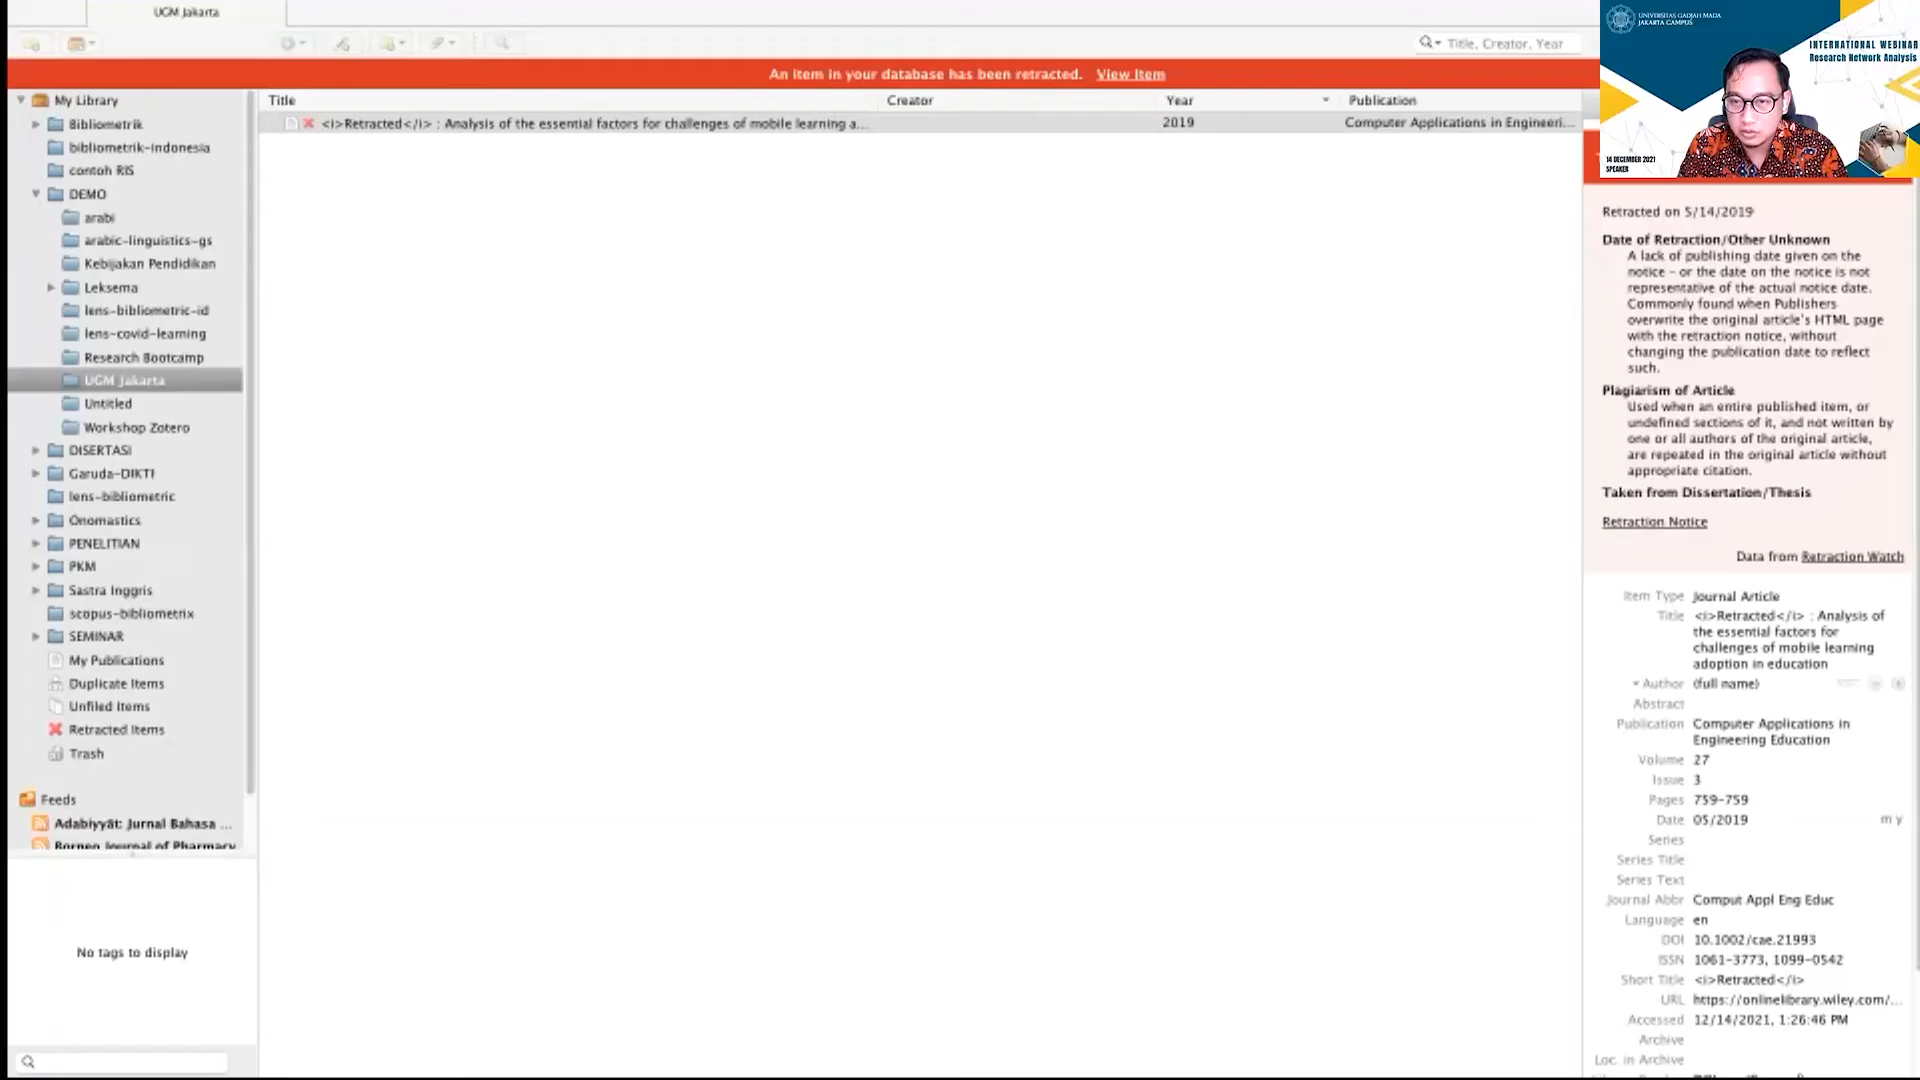 UGM Jakarta
Title, Creator, Year
An item in your database has been retracted. View Item
My Library
Bibliometrik
bibliometrik-indonesia
contoh RIS
DEMO
arabi
arabic-linguistics-gs
Kebijakan Pendidikan
Leksema
lens-bibliometric-id
lens-covid-learning
Research Bootcamp
UGM Jakarta
Untitled
Workshop Zotero
DISERTASI
Garuda-DIKTI
lens-bibliometric
Onomastics
PENELITIAN
PKM
Sastra Inggris
scopus-bibliometrix
SEMINAR
My Publications
Duplicate Items
Unfiled Items
Retracted Items
Trash
Feeds
Adabiyyāt: Jurnal Bahasa ...
Borneo Journal of Pharmacy
No tags to display
Title Creator Year Publication
<i>Retracted</i> : Analysis of the essential factors for challenges of mobile learning a... 2019 Computer Applications in Engineeri...
UNIVERSITAS GADJAH MADA
JAKARTA CAMPUS
INTERNATIONAL WEBINAR
Research Network Analysis
14 DECEMBER 2021
SPEAKER
Retracted on 5/14/2019
Date of Retraction/Other Unknown
A lack of publishing date given on the
notice - or the date on the notice is not
representative of the actual notice date.
Commonly found when Publishers
overwrite the original article's HTML page
with the retraction notice, without
changing the publication date to reflect
such.
Plagiarism of Article
Used when an entire published item, or
undefined sections of it, and not written by
one or all authors of the original article,
are repeated in the original article without
appropriate citation.
Taken from Dissertation/Thesis
Retraction Notice
Data from Retraction Watch
Item Type Journal Article
Title <i>Retracted</i> : Analysis of
the essential factors for
challenges of mobile learning
adoption in education
Author (full name)
Abstract
Publication Computer Applications in
Engineering Education
Volume 27
Issue 3
Pages 759-759
Date 05/2019 m y
Series
Series Title
Series Text
Journal Abbr Comput Appl Eng Educ
Language en
DOI 10.1002/cae.21993
ISSN 1061-3773, 1099-0542
Short Title <i>Retracted</i>
URL https://onlinelibrary.wiley.com/...
Accessed 12/14/2021, 1:26:46 PM
Archive
Loc. in Archive